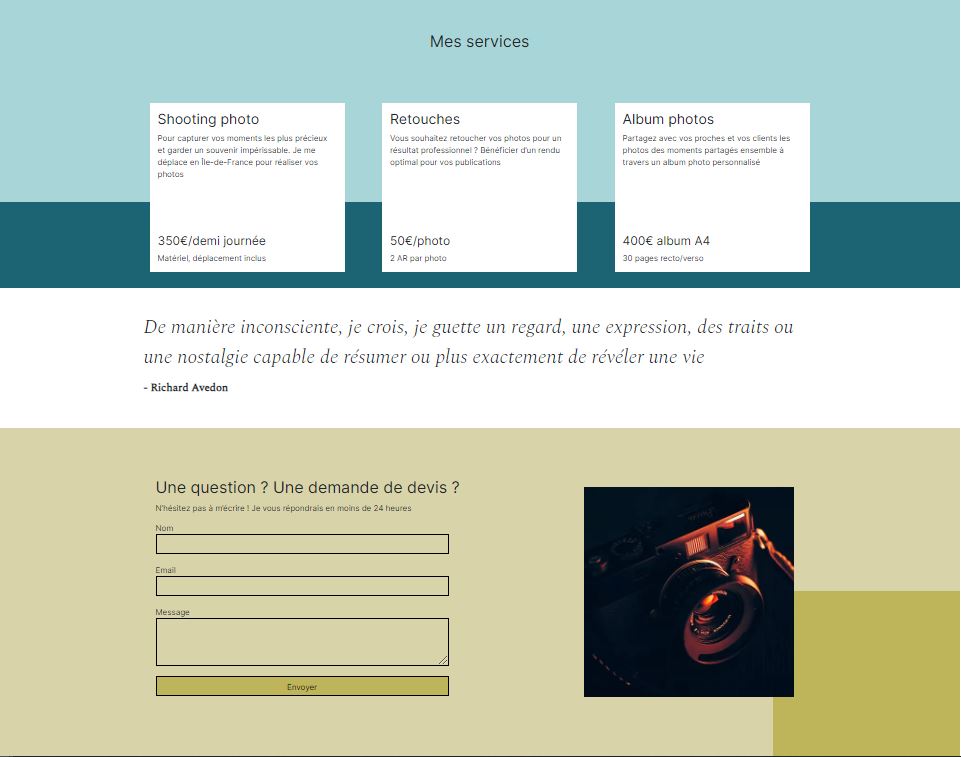 Mes services
Shooting photo
Pour capturer vos moments les plus précieux
et garder un souvenir impérissable. Je me
déplace en Île-de-France pour réaliser vos
photos
350€/demi journée
Matériel, déplacement inclus
Retouches
Vous souhaitez retoucher vos photos pour un
résultat professionnel ? Bénéficier d'un rendu
optimal pour vos publications
50€/photo
2 AR par photo
Album photos
Partagez avec vos proches et vos clients les
photos des moments partagés ensemble à
travers un album photo personnalisé
400€ album A4
30 pages recto/verso
De manière inconsciente, je crois, je guette un regard, une expression, des traits ou
une nostalgie capable de résumer ou plus exactement de révéler une vie
- Richard Avedon
Une question ? Une demande de devis ?
N'hésitez pas à m'écrire ! Je vous répondrais en moins de 24 heures
Nom
Email
Message
Envoyer